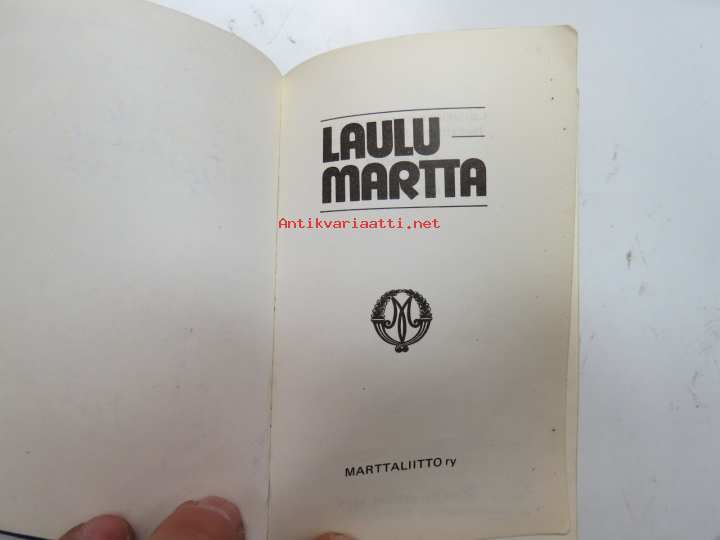 LAULU
MARTTA
Antikvariaatti.net
M
MARTTALIITTO ry